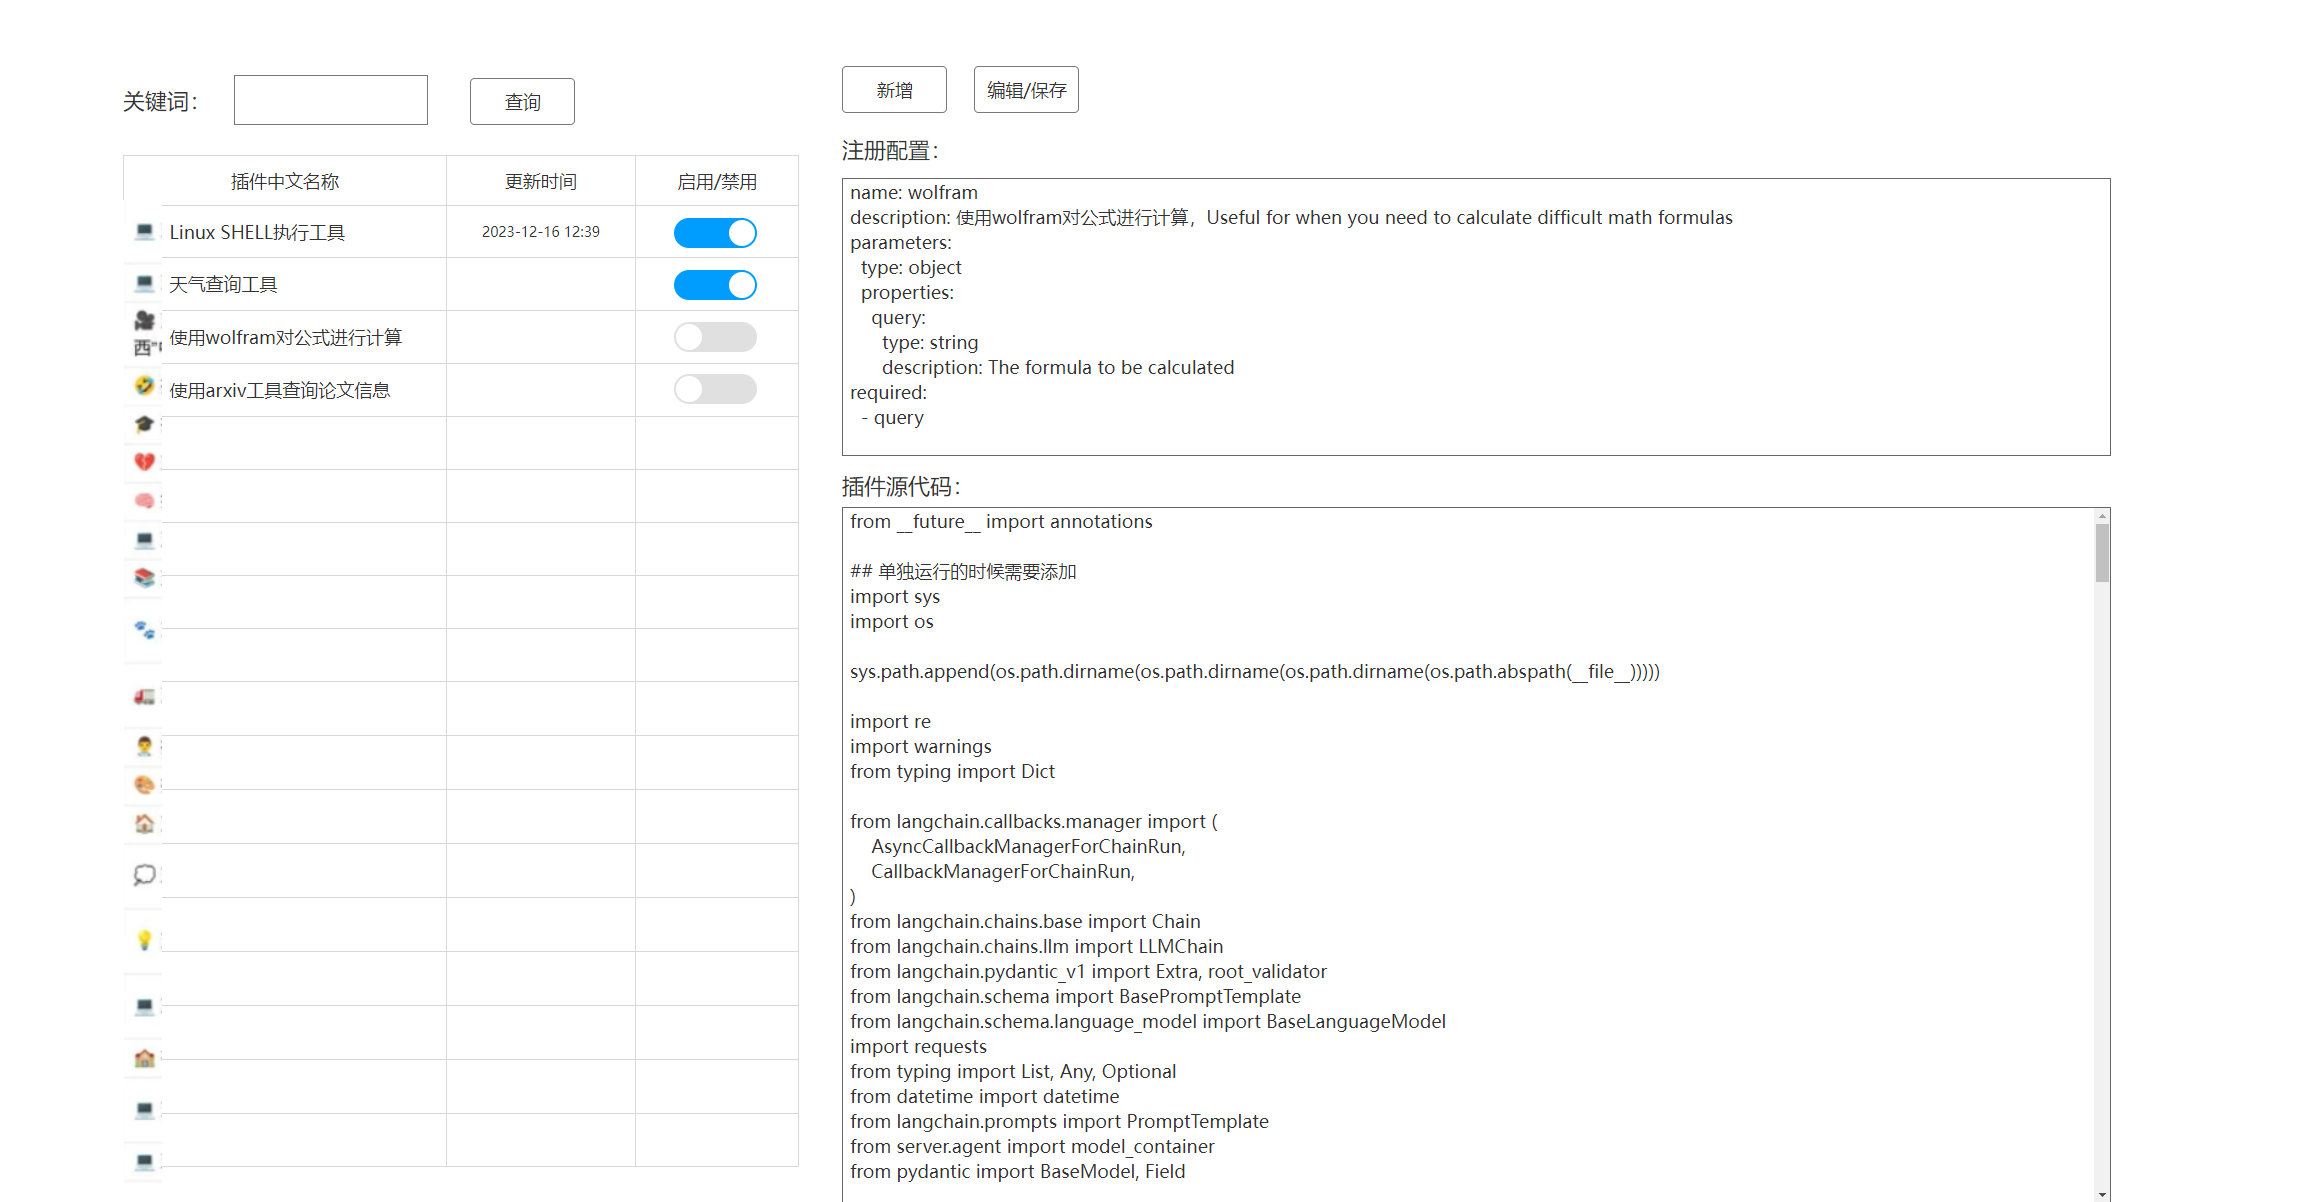 关键词：
查询
新增
编辑/保存
插件中文名称
更新时间
启用/禁用
Linux SHELL执行工具
2023-12-16 12:39
天气查询工具
西"
使用wolfram对公式进行计算
使用arxiv工具查询论文信息
注册配置：
name: wolfram
description: 使用wolfram对公式进行计算，Useful for when you need to calculate difficult math formulas
parameters:
  type: object
  properties:
    query:
      type: string
      description: The formula to be calculated
required:
  - query
插件源代码：
from __future__ import annotations
## 单独运行的时候需要添加
import sys
import os
sys.path.append(os.path.dirname(os.path.dirname(os.path.dirname(os.path.abspath(__file__)))))
import re
import warnings
from typing import Dict
from langchain.callbacks.manager import (
    AsyncCallbackManagerForChainRun,
    CallbackManagerForChainRun,
)
from langchain.chains.base import Chain
from langchain.chains.llm import LLMChain
from langchain.pydantic_v1 import Extra, root_validator
from langchain.schema import BasePromptTemplate
from langchain.schema.language_model import BaseLanguageModel
import requests
from typing import List, Any, Optional
from datetime import datetime
from langchain.prompts import PromptTemplate
from server.agent import model_container
from pydantic import BaseModel, Field